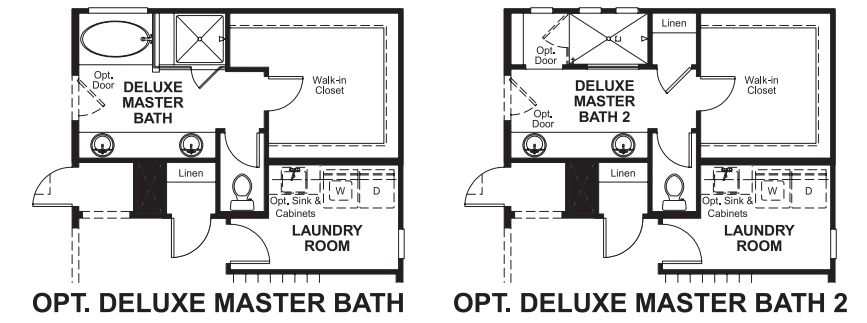 Opt.
Door
DELUXE
MASTER
BATH
Walk-in
Closet
Linen
Opt. Sink &
Cabinets
W
D
LAUNDRY
ROOM
OPT. DELUXE MASTER BATH
Linen
Opt.
Door
DELUXE
MASTER
BATH 2
Opt.
Door
Walk-in
Closet
Linen
Opt. Sink &
Cabinets
W
D
LAUNDRY
ROOM
OPT. DELUXE MASTER BATH 2